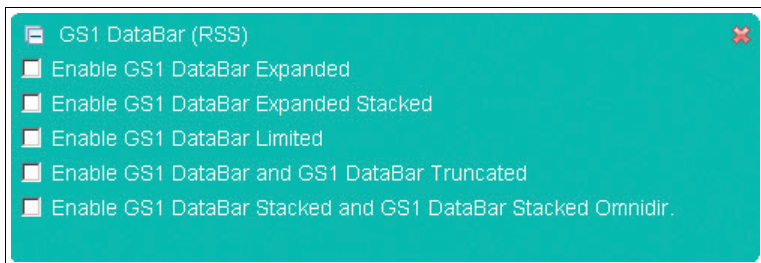 GS1 DataBar (RSS)
Enable GS1 DataBar Expanded
Enable GS1 DataBar Expanded Stacked
Enable GS1 DataBar Limited
Enable GS1 DataBar and GS1 DataBar Truncated
Enable GS1 DataBar Stacked and GS1 DataBar Stacked Omnidir.